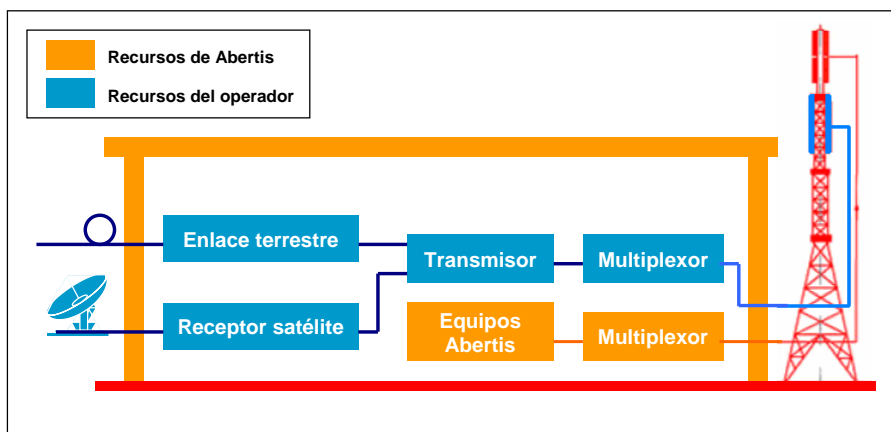 Recursos de Abertis
Recursos del operador
Enlace terrestre
Transmisor
Multiplexor
Receptor satélite
Equipos
Abertis
Multiplexor